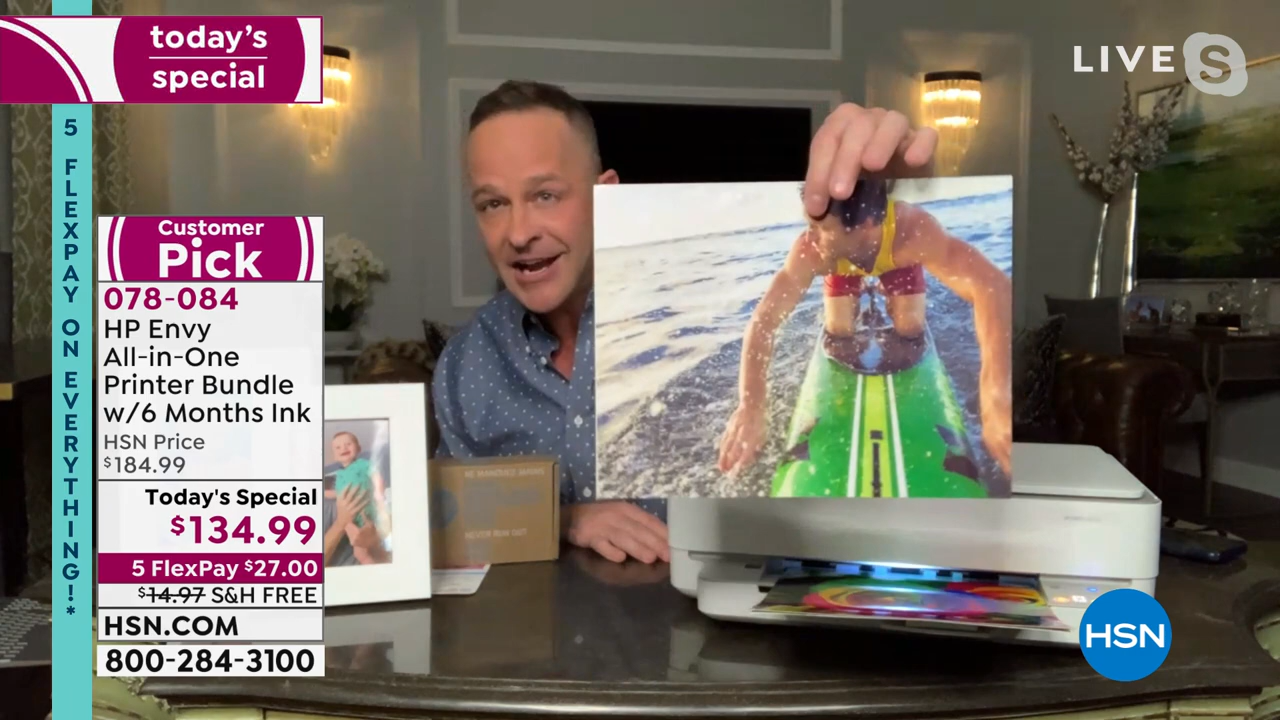 today's
special
LIVE S
5 FLEXPAY ON EVERYTHING!*
Customer
Pick
078-084
HP Envy
All-in-One
Printer Bundle
w/6 Months Ink
HSN Price
$184.99
Today's Special
$134.99
5 FlexPay $27.00
$14.97 S&H FREE
HSN.COM
800-284-3100
HSN